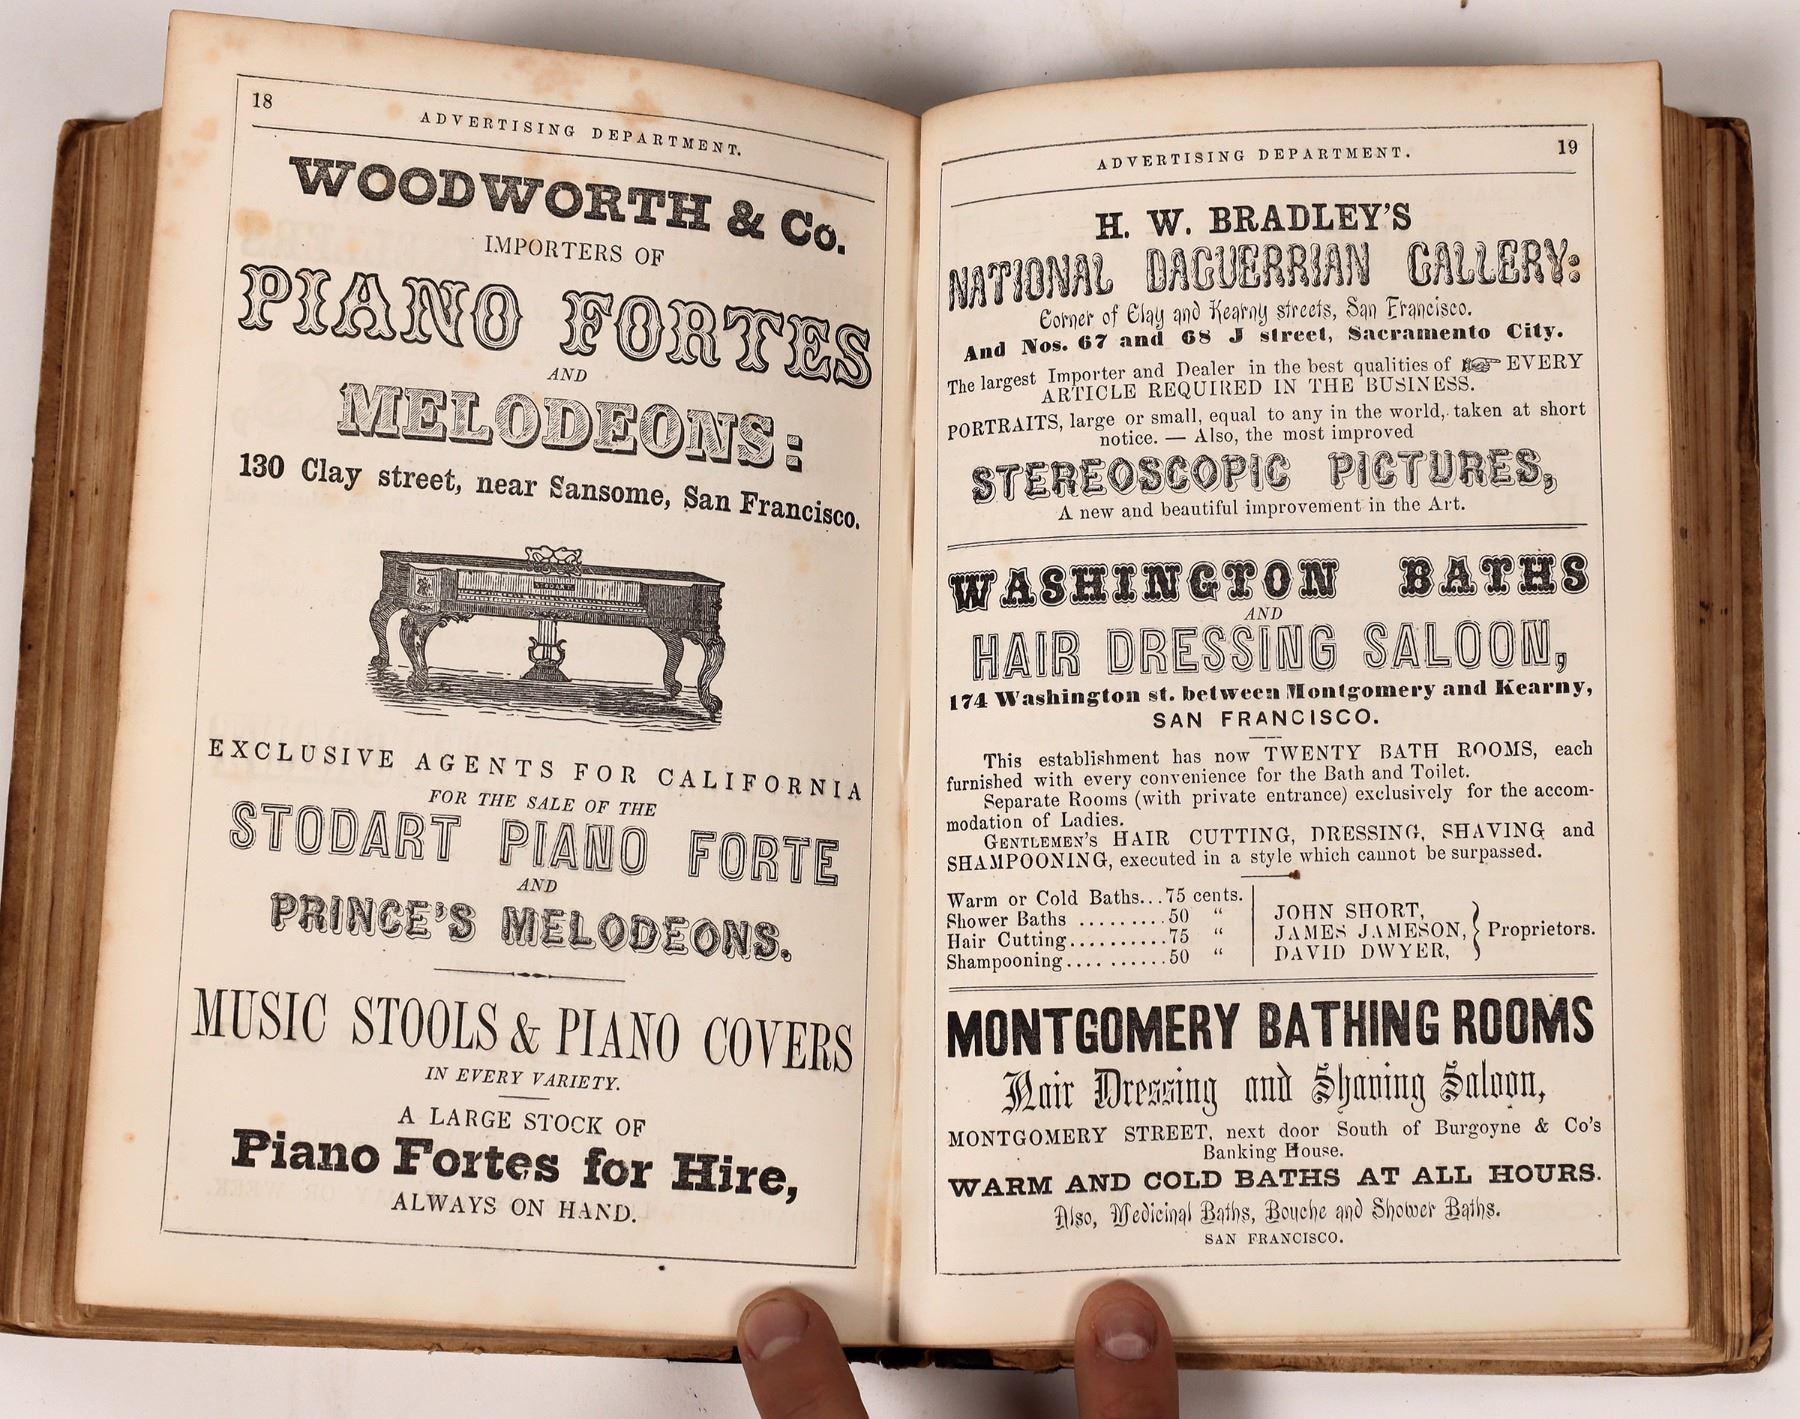 18
ADVERTISING DEPARTMENT.
WOODWORTH & Co.
IMPORTERS OF
PIANO FORTES
AND
MELODEONS:
130 Clay street, near Sansome, San Francisco.
STODART
EXCLUSIVE AGENTS FOR CALIFORNIA
FOR THE SALE OF THE
STODART PIANO FORTE
AND
PRINCE'S MELODEONS.
MUSIC STOOLS & PIANO COVERS
IN EVERY VARIETY.
A LARGE STOCK OF
Piano Fortes for Hire,
ALWAYS ON HAND.
ADVERTISING DEPARTMENT.
19
H. W. BRADLEY'S
NATIONAL DAGUERRIAN GALLERY:
Corner of Clay and Kearny streets, San Francisco.
And Nos. 67 and 68 J street, Sacramento City.
The largest Importer and Dealer in the best qualities of ☞ EVERY
ARTICLE REQUIRED IN THE BUSINESS.
PORTRAITS, large or small, equal to any in the world, taken at short
notice. — Also, the most improved
STEREOSCOPIC PICTURES,
A new and beautiful improvement in the Art.
WASHINGTON BATHS
AND
HAIR DRESSING SALOON,
174 Washington st. between Montgomery and Kearny,
SAN FRANCISCO.
This establishment has now TWENTY BATH ROOMS, each
furnished with every convenience for the Bath and Toilet.
Separate Rooms (with private entrance) exclusively for the accom-
modation of Ladies.
GENTLEMEN'S HAIR CUTTING, DRESSING, SHAVING and
SHAMPOONING, executed in a style which cannot be surpassed.
Warm or Cold Baths...75 cents.
Shower Baths .........50 "
Hair Cutting..........75 "
Shampooning..........50 "
JOHN SHORT,
JAMES JAMESON, } Proprietors.
DAVID DWYER,
MONTGOMERY BATHING ROOMS
Hair Dressing and Shaving Saloon,
MONTGOMERY STREET, next door South of Burgoyne & Co's
Banking House.
WARM AND COLD BATHS AT ALL HOURS.
Also, Medicinal Baths, Douche and Shower Baths.
SAN FRANCISCO.